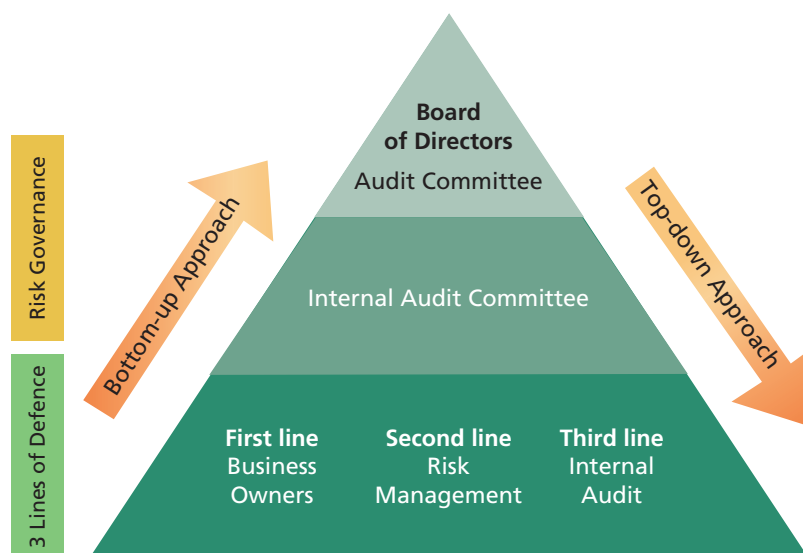 Board
of Directors
Audit Committee
Risk Governance
Bottom-up Approach
Top-down Approach
Internal Audit Committee
3 Lines of Defence
First line
Business
Owners
Second line
Risk
Management
Third line
Internal
Audit